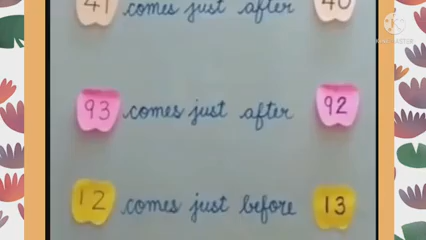 41 comes just after 40
93 comes just after 92
12 comes just before 13